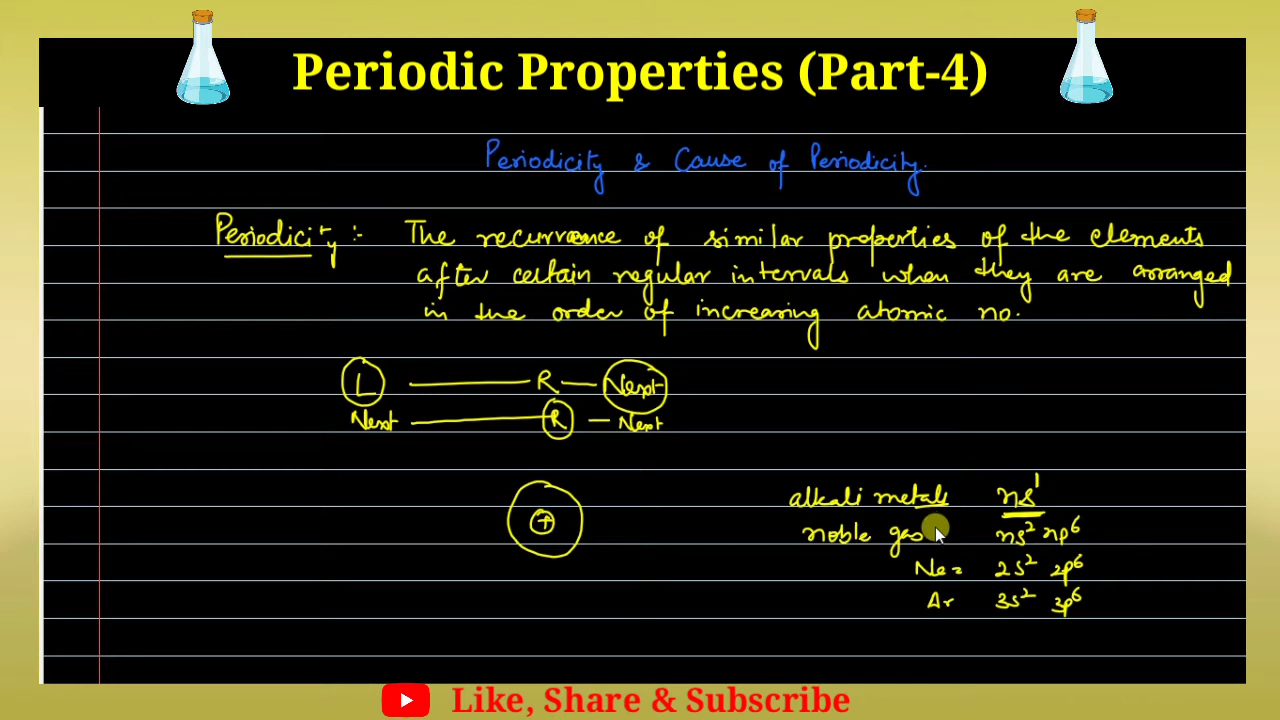 Periodic Properties (Part-4)
Periodicity & Cause of Periodicity.
Periodicity :- The recurrence of similar properties of the elements
after certain regular intervals when they are arranged
in the order of increasing atomic no.
L — R — Next
Next — R — Next
+
alkali metals ns¹
noble gas ns² np⁶
Ne = 2s² 2p⁶
Ar 3s² 3p⁶
Like, Share & Subscribe